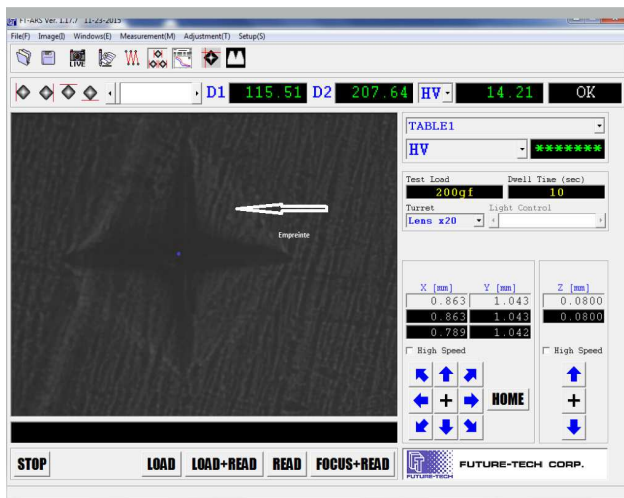 FT-ARS Ver. 1.17.7 11-23-2015
File(F) Image(I) Windows(E) Measurement(M) Adjustment(T) Setup(S)
LIVE
D1 115.51 D2 207.64 HV 14.21 OK
TABLE1
HV *******
Test Load Dwell Time (sec)
200gf 10
Turret Light Control
Lens x20
Empreinte
X [mm] Y [mm] Z [mm]
0.863 1.043 0.0800
0.863 1.043 0.0800
0.789 1.042
High Speed High Speed
HOME
STOP LOAD LOAD+READ READ FOCUS+READ
FUTURE-TECH FUTURE-TECH CORP.